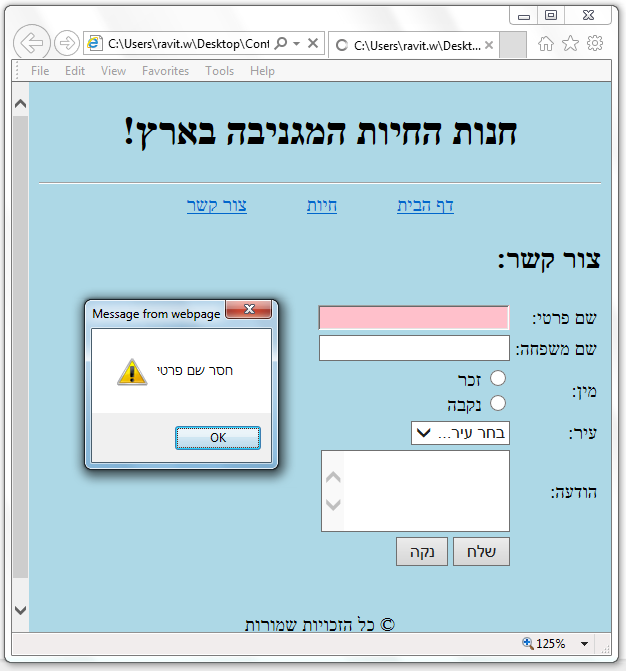 C:\Users\ravit.w\Desktop\Cont
C:\Users\ravit.w\Deskt...
File Edit View Favorites Tools Help
חנות החיות המגניבה בארץ!
דף הבית חיות צור קשר
צור קשר:
שם פרטי:
שם משפחה:
מין:
זכר
נקבה
עיר:
בחר עיר...
הודעה:
שלח נקה
© כל הזכויות שמורות
Message from webpage
חסר שם פרטי
OK
125%